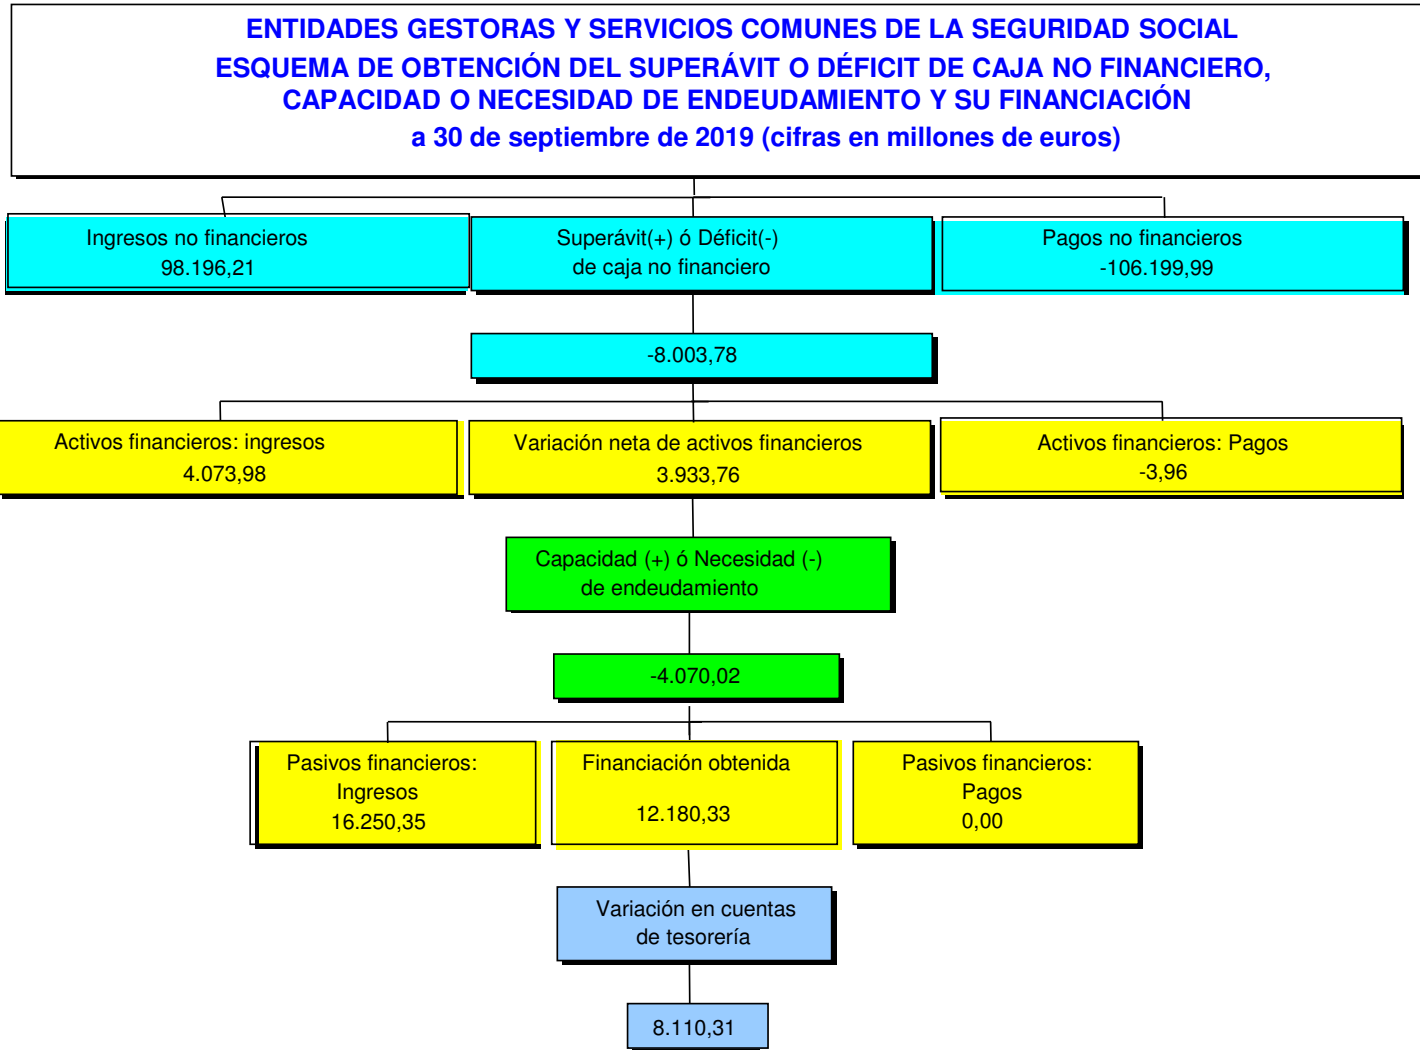 ENTIDADES GESTORAS Y SERVICIOS COMUNES DE LA SEGURIDAD SOCIAL
ESQUEMA DE OBTENCIÓN DEL SUPERÁVIT O DÉFICIT DE CAJA NO FINANCIERO,
CAPACIDAD O NECESIDAD DE ENDEUDAMIENTO Y SU FINANCIACIÓN
a 30 de septiembre de 2019 (cifras en millones de euros)
Ingresos no financieros
98.196,21
Superávit(+) ó Déficit(-)
de caja no financiero
Pagos no financieros
-106.199,99
-8.003,78
Activos financieros: ingresos
4.073,98
Variación neta de activos financieros
3.933,76
Activos financieros: Pagos
-3,96
Capacidad (+) ó Necesidad (-)
de endeudamiento
-4.070,02
Pasivos financieros:
Ingresos
16.250,35
Financiación obtenida
12.180,33
Pasivos financieros:
Pagos
0,00
Variación en cuentas
de tesorería
8.110,31